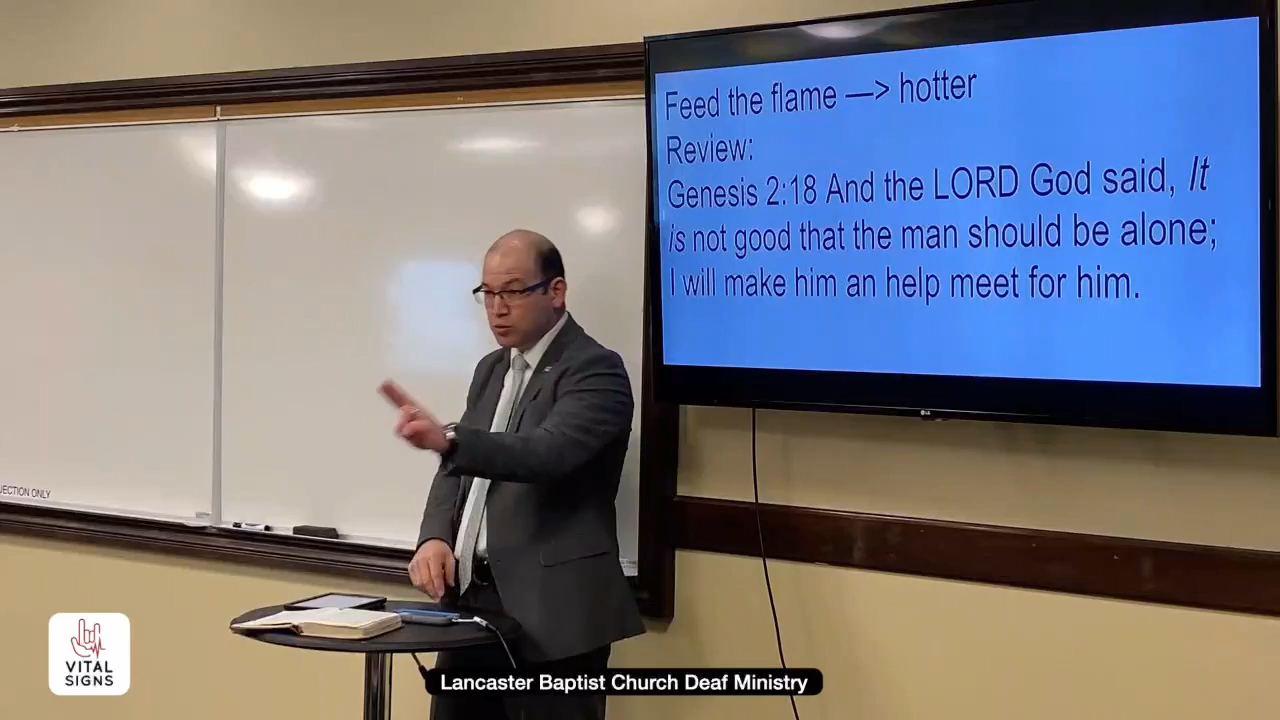 Feed the flame —> hotter
Review:
Genesis 2:18 And the LORD God said, It
is not good that the man should be alone;
I will make him an help meet for him.
LG
JECTION ONLY
VITAL
SIGNS
Lancaster Baptist Church Deaf Ministry